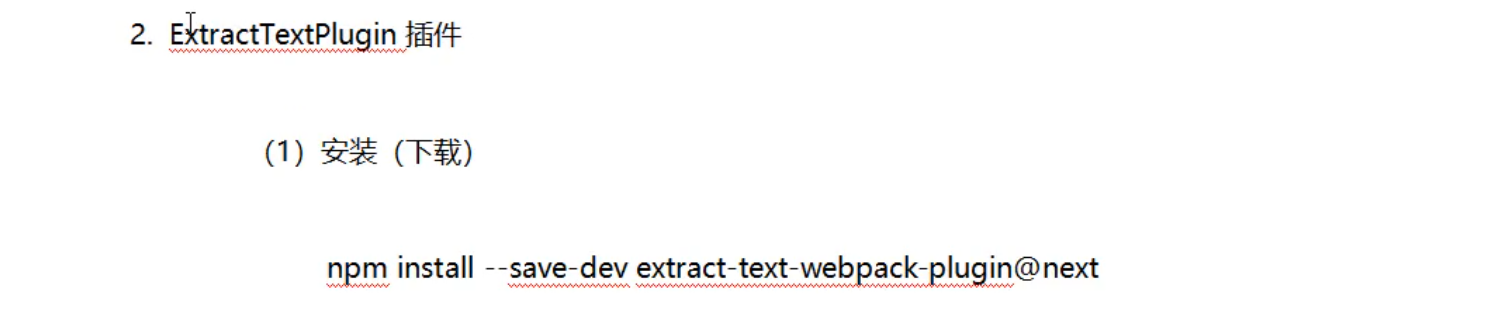 2. ExtractTextPlugin 插件
（1）安装（下载）
npm install --save-dev extract-text-webpack-plugin@next